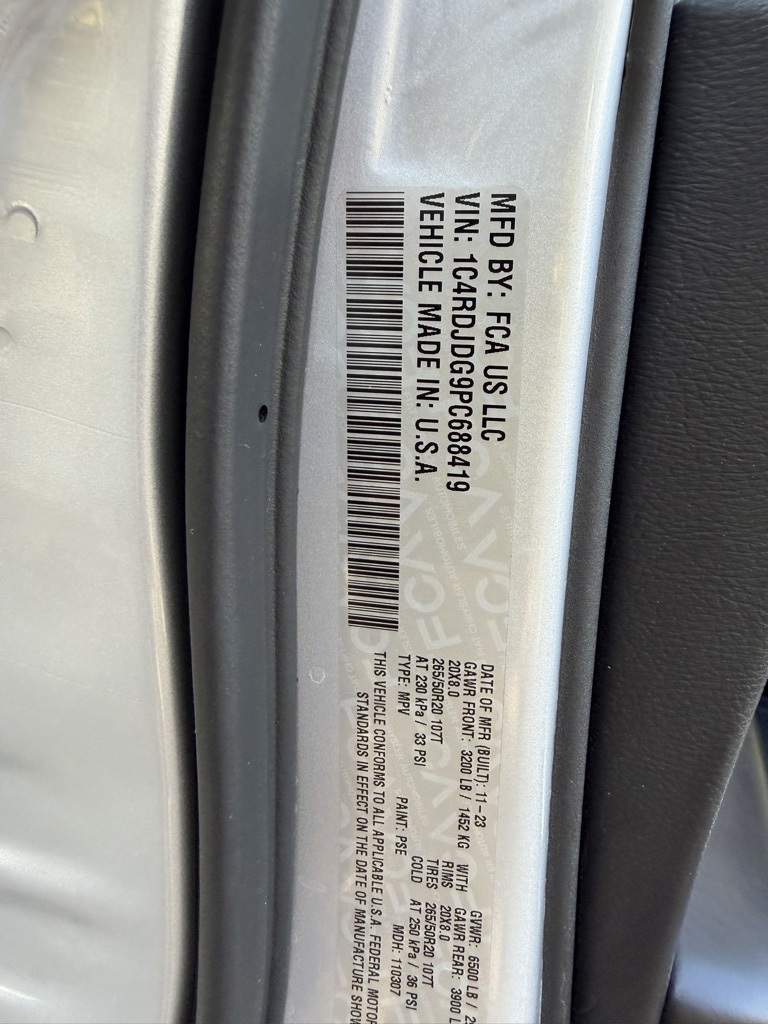 MFD BY: FCA US LLC
VIN: 1C4RDJDG9PC688419
VEHICLE MADE IN: U.S.A.
DATE OF MFR (BUILT): 11-23 GVWR: 6500 LB /
GAWR FRONT: 3200 LB / 1452 KG WITH GAWR REAR: 3900 L
20X8.0 RIMS 20X8.0
265/50R20 107T TIRES 265/50R20 107T
AT 230 kPa / 33 PSI COLD AT 250 kPa / 36 PSI
TYPE: MPV PAINT: PSE MDH: 110307
THIS VEHICLE CONFORMS TO ALL APPLICABLE U.S.A. FEDERAL MOTOR
STANDARDS IN EFFECT ON THE DATE OF MANUFACTURE SHOW